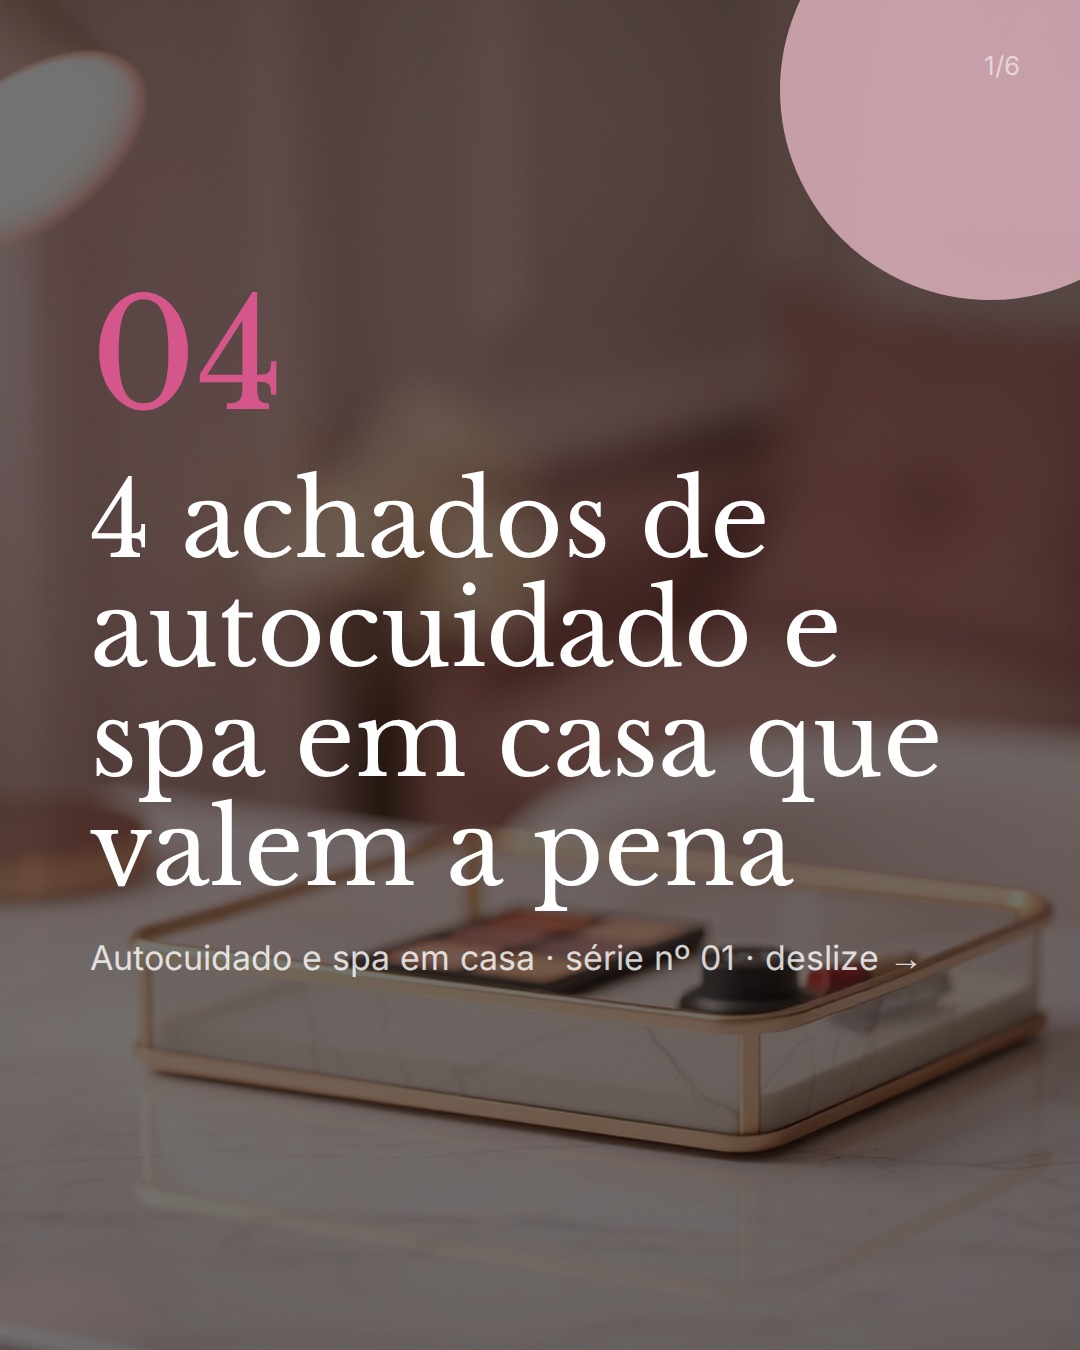 1/6
04
4 achados de
autocuidado e
spa em casa que
valem a pena
Autocuidado e spa em casa · série nº 01 · deslize →